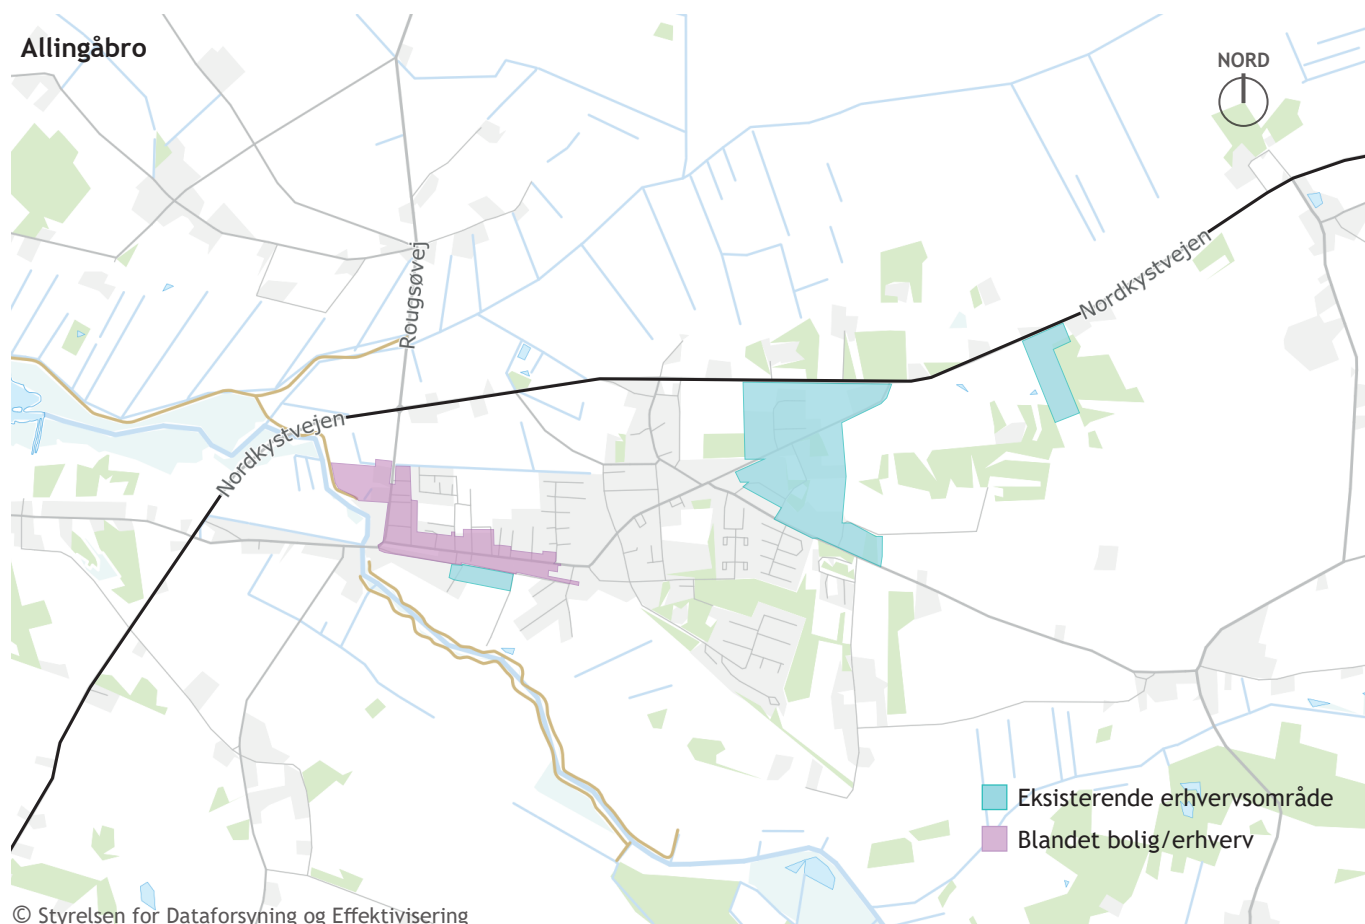 Allingåbro
NORD
Rougsøvej
Nordkystvejen
Nordkystvejen
Eksisterende erhvervsområde
Blandet bolig/erhverv
© Styrelsen for Dataforsyning og Effektivisering